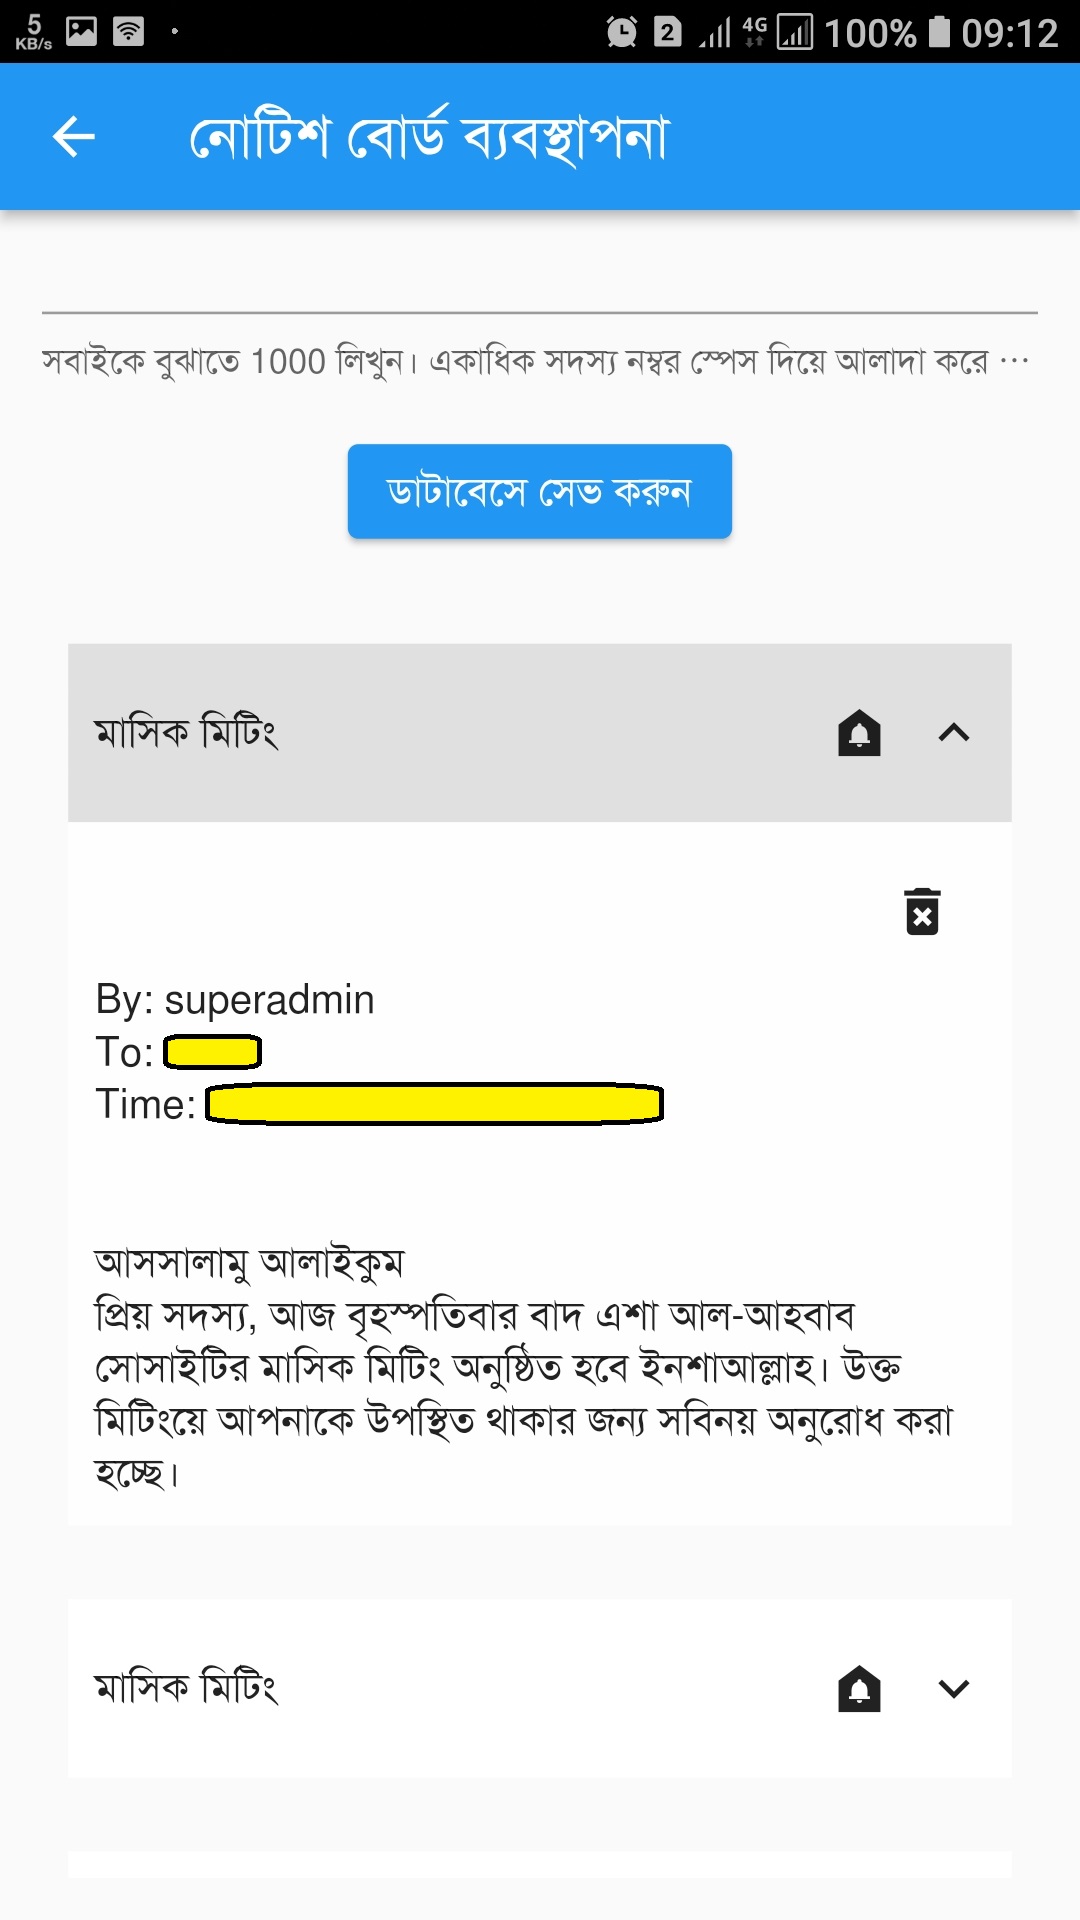 5
KB/s
2
4G
100%
09:12
নোটিশ বোর্ড ব্যবস্থাপনা
সবাইকে বুঝাতে 1000 লিখুন। একাধিক সদস্য নম্বর স্পেস দিয়ে আলাদা করে ...
ডাটাবেসে সেভ করুন
মাসিক মিটিং
By: superadmin
To:
Time:
আসসালামু আলাইকুম
প্রিয় সদস্য, আজ বৃহস্পতিবার বাদ এশা আল-আহবাব
সোসাইটির মাসিক মিটিং অনুষ্ঠিত হবে ইনশাআল্লাহ। উক্ত
মিটিংয়ে আপনাকে উপস্থিত থাকার জন্য সবিনয় অনুরোধ করা
হচ্ছে।
মাসিক মিটিং